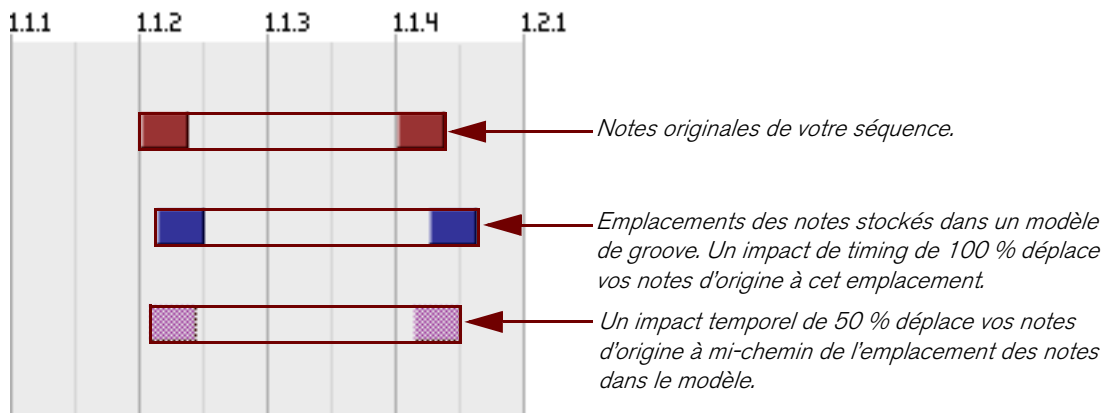 1.1.1 1.1.2 1.1.3 1.1.4 1.2.1
Notes originales de votre séquence.
Emplacements des notes stockés dans un modèle
de groove. Un impact de timing de 100 % déplace
vos notes d'origine à cet emplacement.
Un impact temporel de 50 % déplace vos notes
d'origine à mi-chemin de l'emplacement des notes
dans le modèle.